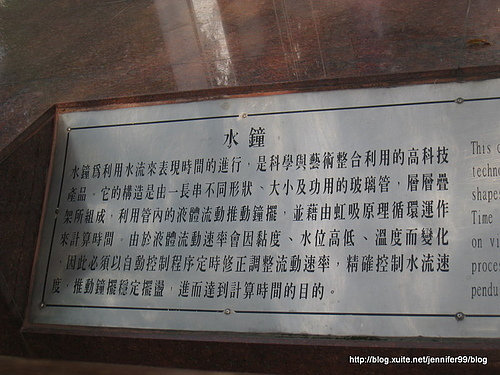 水鐘
水鐘爲利用水流來表現時間的進行，是科學與藝術整合利用的高科技
產品。它的構造是由一長串不同形狀、大小及功用的玻璃管，層層疊
架所組成，利用管內的液體流動推動鐘擺，並藉由虹吸原理循環運作
來計算時間。由於液體流動速率會因黏度、水位高低、溫度而變化
，因此必須以自動控制程序定時修正調整流動速率，精確控制水流速
度，推動鐘擺穩定擺盪，進而達到計算時間的目的。
This c
techno
shapes
Time
on vi
proces
pendu
http://blog.xuite.net/jennifer99/blog